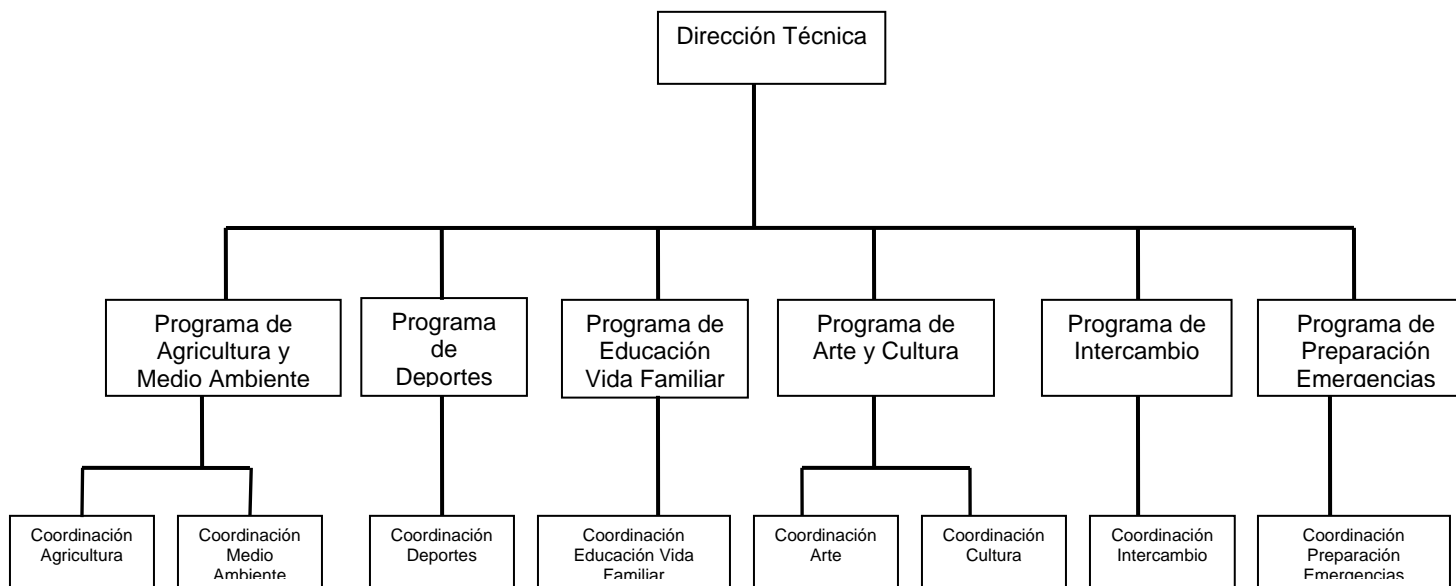 Dirección Técnica
Programa de
Agricultura y
Medio Ambiente
Programa
de
Deportes
Programa de
Educación
Vida Familiar
Programa de
Arte y Cultura
Programa de
Intercambio
Programa de
Preparación
Emergencias
Coordinación
Agricultura
Coordinación
Medio
Ambiente
Coordinación
Deportes
Coordinación
Educación Vida
Familiar
Coordinación
Arte
Coordinación
Cultura
Coordinación
Intercambio
Coordinación
Preparación
Emergencias